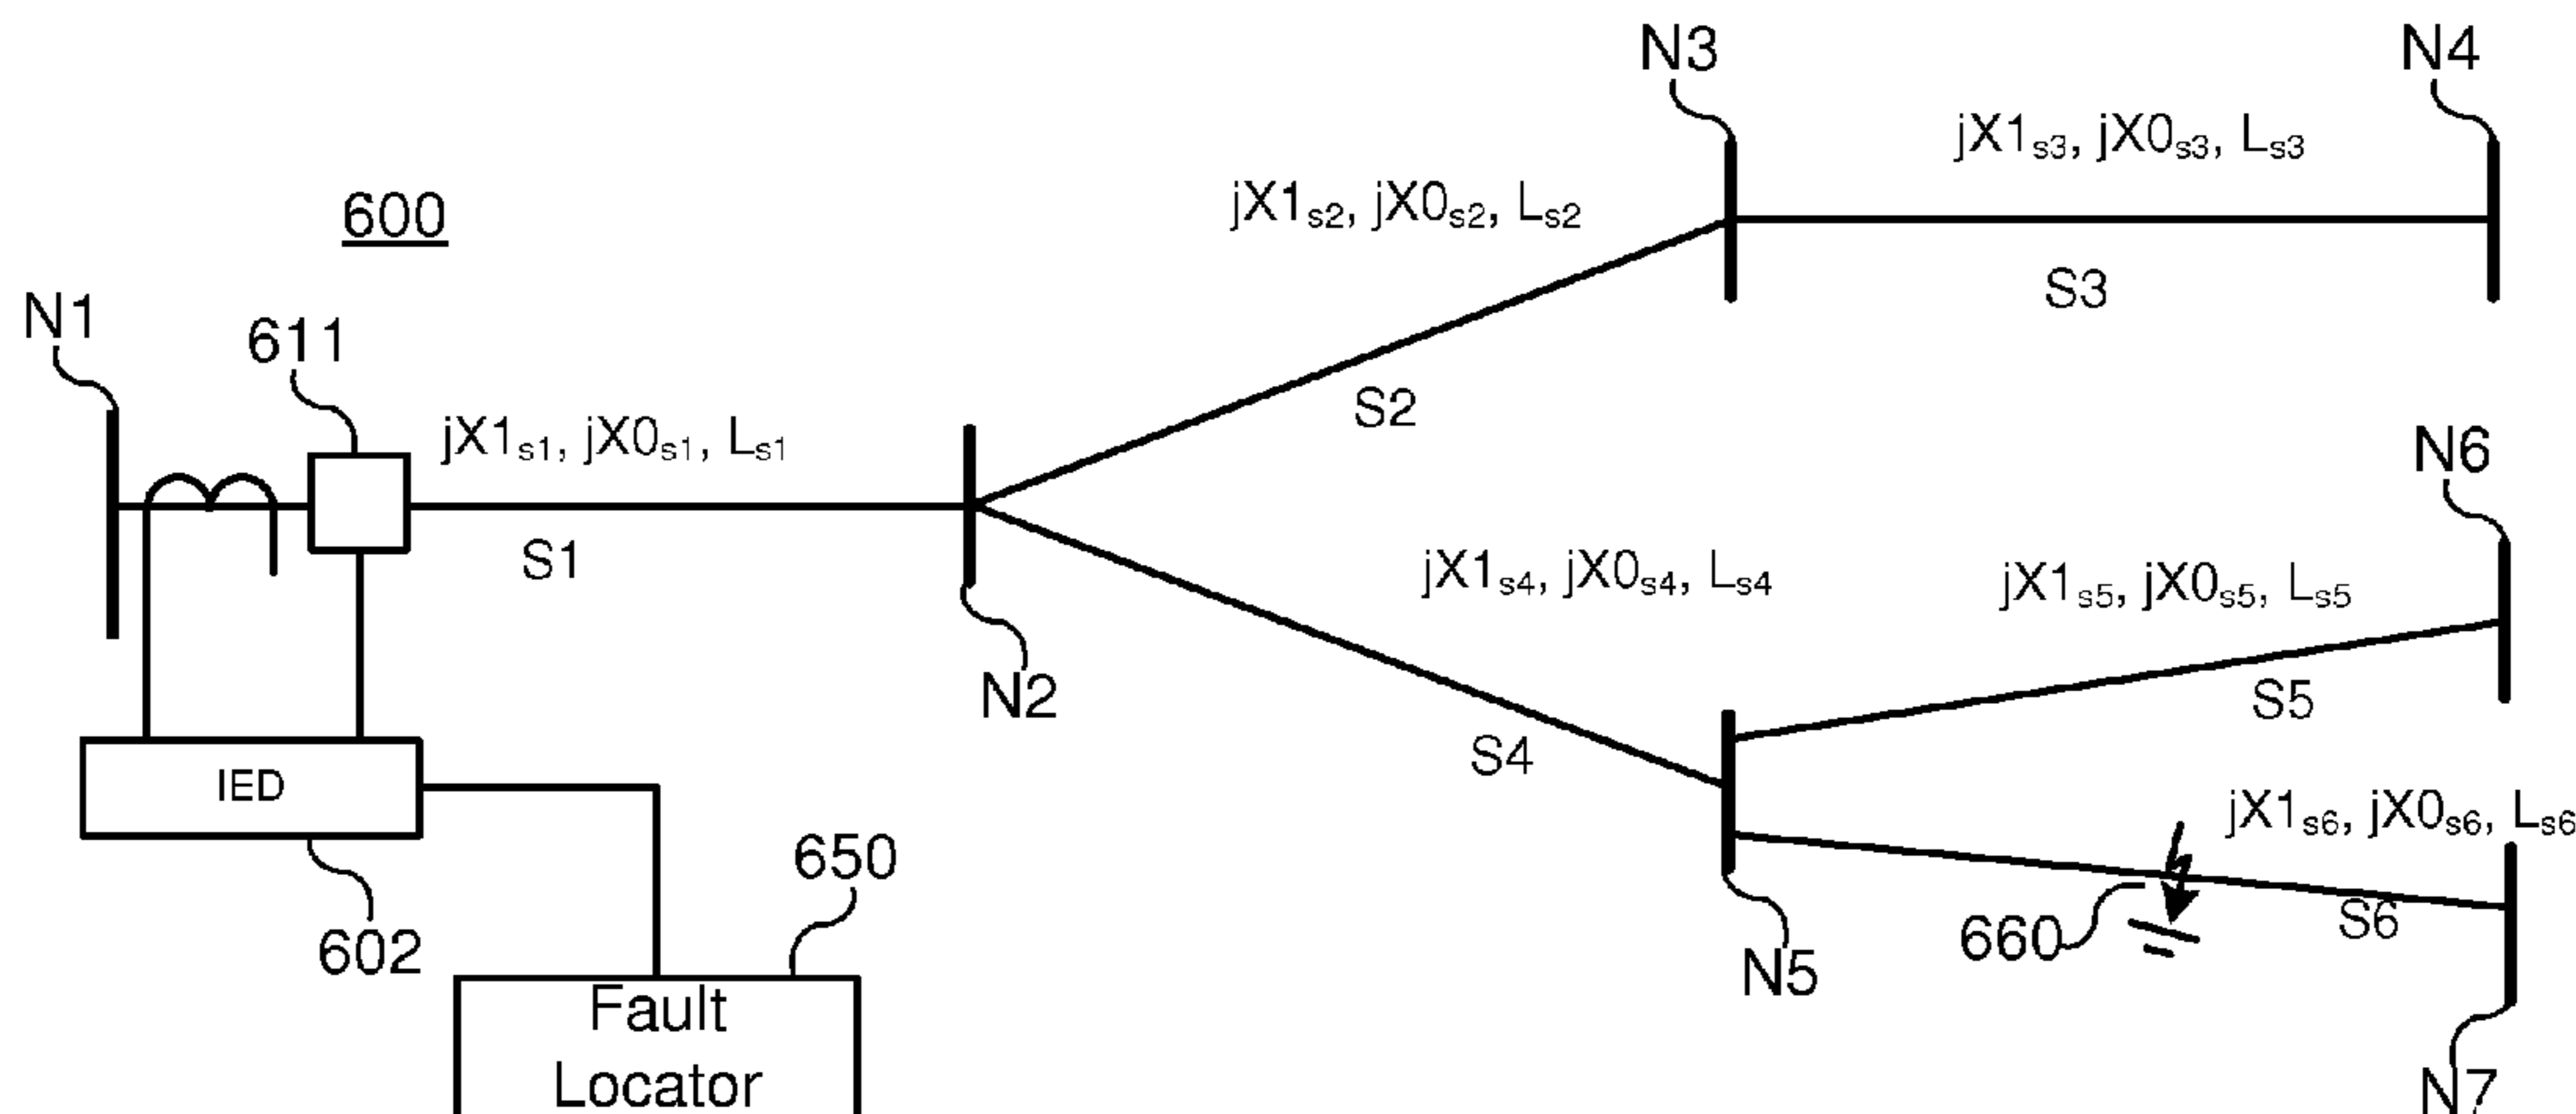 N3
N4
jX1s3, jX0s3, Ls3
600
jX1s2, jX0s2, Ls2
S3
N1
611
S2
jX1s1, jX0s1, Ls1
N6
S1
jX1s4, jX0s4, Ls4
jX1s5, jX0s5, Ls5
N2
S5
S4
IED
jX1s6, jX0s6, Ls6
650
602
660
S6
N5
Fault
Locator
N7